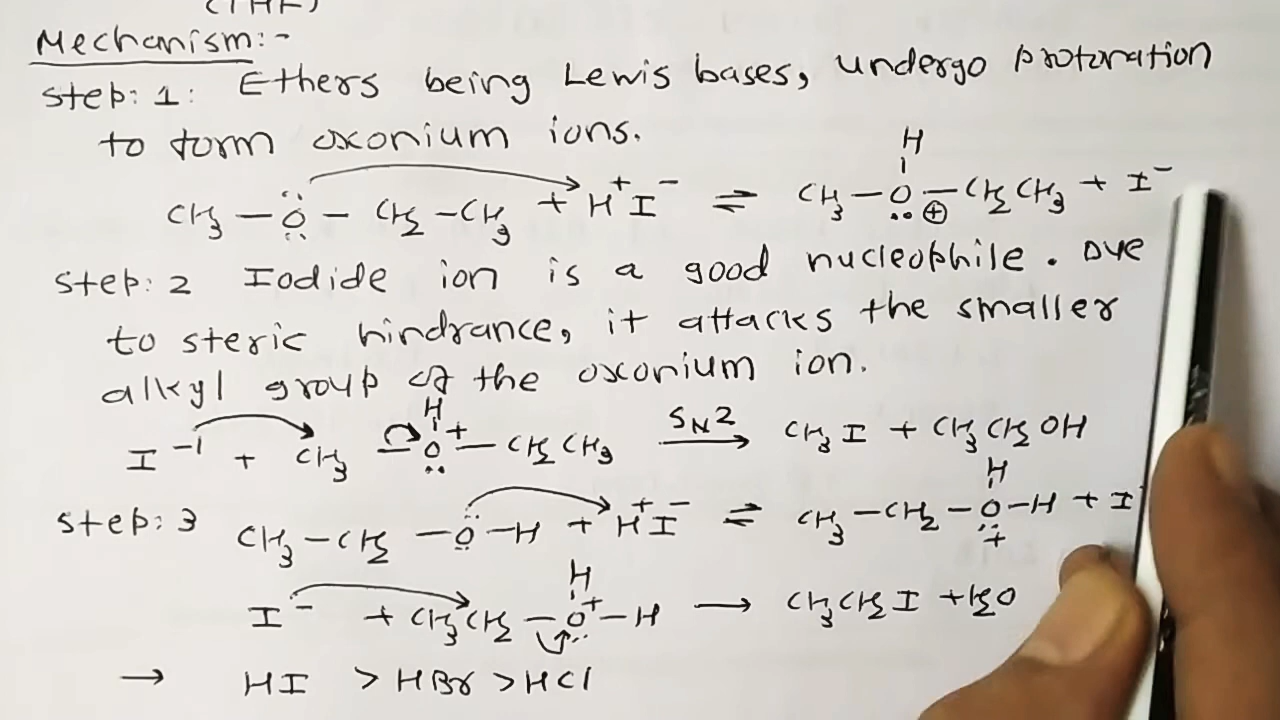 (THF)
Mechanism:-
Step: 1: Ethers being Lewis bases, undergo protonation
to form oxonium ions.
H
CH₃ — Ö — CH₂ — CH₃ + H⁺I⁻ ⇌ CH₃ — O — CH₂CH₃ + I⁻
⊕
Step: 2 Iodide ion is a good nucleophile. Due
to steric hindrance, it attacks the smaller
alkyl group of the oxonium ion.
H
I⁻¹ + CH₃ — O⁺ — CH₂CH₃ SN2 → CH₃I + CH₃CH₂OH
H
Step: 3 CH₃ — CH₂ — Ö — H + H⁺I⁻ ⇌ CH₃ — CH₂ — O — H + I
+
H
I⁻ + CH₃CH₂ — O⁺ — H → CH₃CH₂I + H₂O
→ HI > HBr > HCl